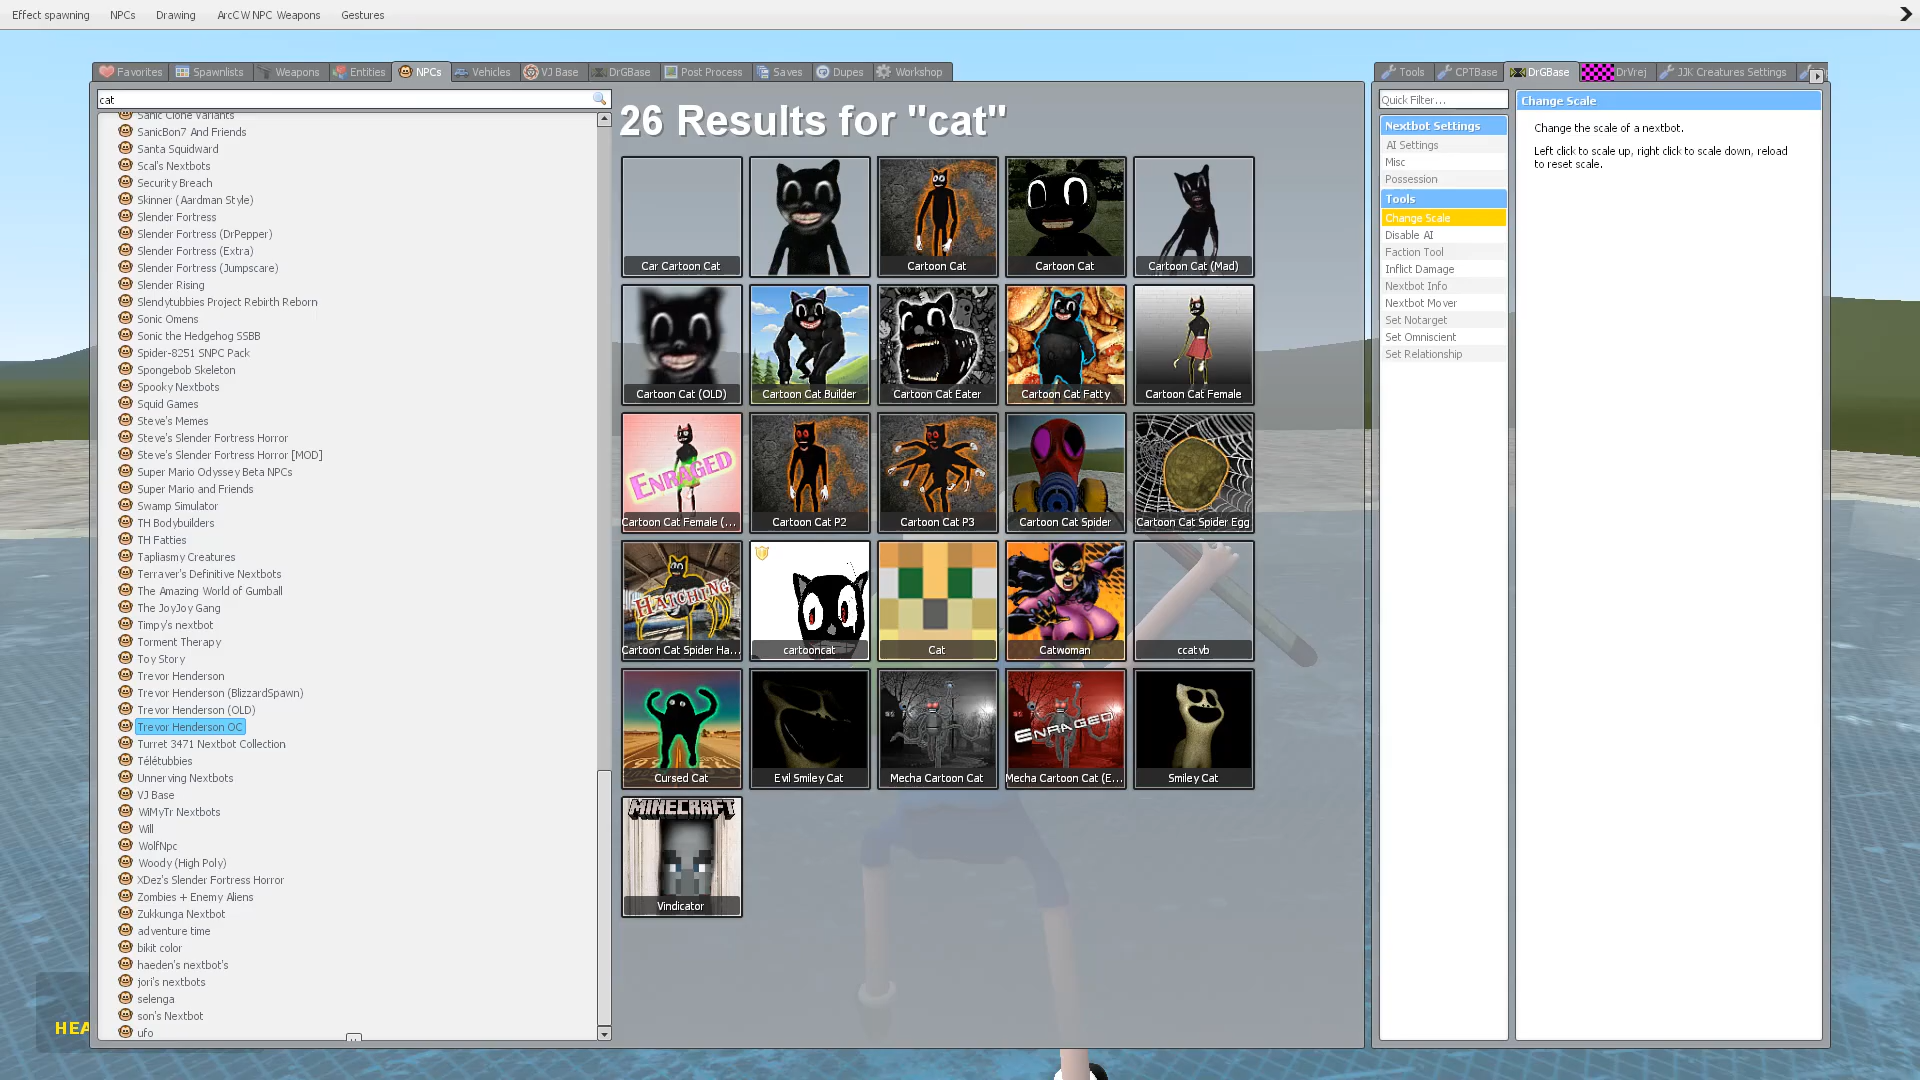 Effect spawning NPCs Drawing ArcCW NPC Weapons Gestures
Favorites Spawnlists Weapons Entities NPCs Vehicles VJ Base DrGBase Post Process Saves Dupes Workshop
cat
Sanic Clone Variants
SanicBon7 And Friends
Santa Squidward
Scal's Nextbots
Security Breach
Skinner (Aardman Style)
Slender Fortress
Slender Fortress (DrPepper)
Slender Fortress (Extra)
Slender Fortress (Jumpscare)
Slender Rising
Slendytubbies Project Rebirth Reborn
Sonic Omens
Sonic the Hedgehog SSBB
Spider-8251 SNPC Pack
Spongebob Skeleton
Spooky Nextbots
Squid Games
Steve's Memes
Steve's Slender Fortress Horror
Steve's Slender Fortress Horror [MOD]
Super Mario Odyssey Beta NPCs
Super Mario and Friends
Swamp Simulator
TH Bodybuilders
TH Fatties
Tapliasmy Creatures
Terraver's Definitive Nextbots
The Amazing World of Gumball
The JoyJoy Gang
Timpy's nextbot
Torment Therapy
Toy Story
Trevor Henderson
Trevor Henderson (BlizzardSpawn)
Trevor Henderson (OLD)
Trevor Henderson OC
Turret 3471 Nextbot Collection
Télétubbies
Unnerving Nextbots
VJ Base
WiMyTr Nextbots
Will
WolfNpc
Woody (High Poly)
XDez's Slender Fortress Horror
Zombies + Enemy Aliens
Zukkunga Nextbot
adventure time
bikit color
haeden's nextbot's
jori's nextbots
selenga
son's Nextbot
ufo
HEA
26 Results for "cat"
Car Cartoon Cat
Cartoon Cat
Cartoon Cat
Cartoon Cat (Mad)
Cartoon Cat (OLD)
Cartoon Cat Builder
Cartoon Cat Eater
Cartoon Cat Fatty
Cartoon Cat Female
ENRAGED
Cartoon Cat Female (...
Cartoon Cat P2
Cartoon Cat P3
Cartoon Cat Spider
Cartoon Cat Spider Egg
HATCHING
Cartoon Cat Spider Ha...
cartooncat
Cat
Catwoman
ccatvb
Cursed Cat
Evil Smiley Cat
Mecha Cartoon Cat
ENRAGED
Mecha Cartoon Cat (E...
Smiley Cat
MINECRAFT
Vindicator
Tools CPTBase DrGBase DrVrej JJK Creatures Settings
Quick Filter...
Nextbot Settings
AI Settings
Misc
Possession
Tools
Change Scale
Disable AI
Faction Tool
Inflict Damage
Nextbot Info
Nextbot Mover
Set Notarget
Set Omniscient
Set Relationship
Change Scale
Change the scale of a nextbot.
Left click to scale up, right click to scale down, reload
to reset scale.